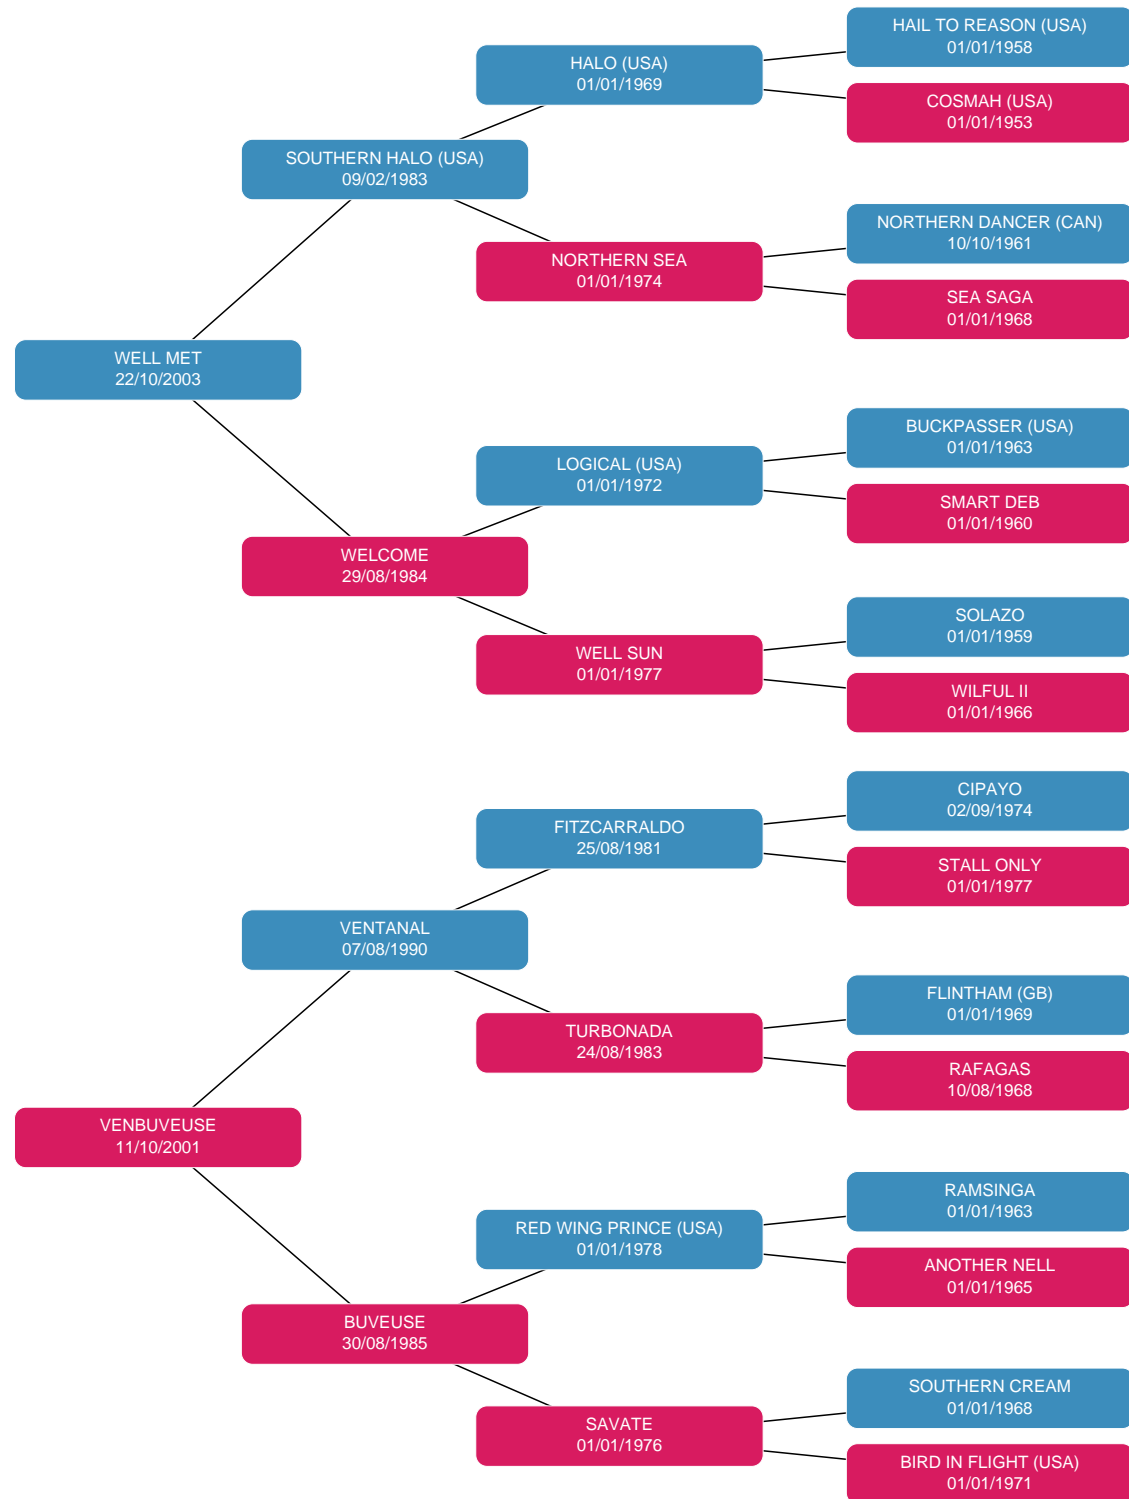 HAIL TO REASON (USA)
01/01/1958
HALO (USA)
01/01/1969
COSMAH (USA)
01/01/1953
SOUTHERN HALO (USA)
09/02/1983
NORTHERN DANCER (CAN)
10/10/1961
NORTHERN SEA
01/01/1974
SEA SAGA
01/01/1968
WELL MET
22/10/2003
BUCKPASSER (USA)
01/01/1963
LOGICAL (USA)
01/01/1972
SMART DEB
01/01/1960
WELCOME
29/08/1984
SOLAZO
01/01/1959
WELL SUN
01/01/1977
WILFUL II
01/01/1966
CIPAYO
02/09/1974
FITZCARRALDO
25/08/1981
STALL ONLY
01/01/1977
VENTANAL
07/08/1990
FLINTHAM (GB)
01/01/1969
TURBONADA
24/08/1983
RAFAGAS
10/08/1968
VENBUVEUSE
11/10/2001
RAMSINGA
01/01/1963
RED WING PRINCE (USA)
01/01/1978
ANOTHER NELL
01/01/1965
BUVEUSE
30/08/1985
SOUTHERN CREAM
01/01/1968
SAVATE
01/01/1976
BIRD IN FLIGHT (USA)
01/01/1971